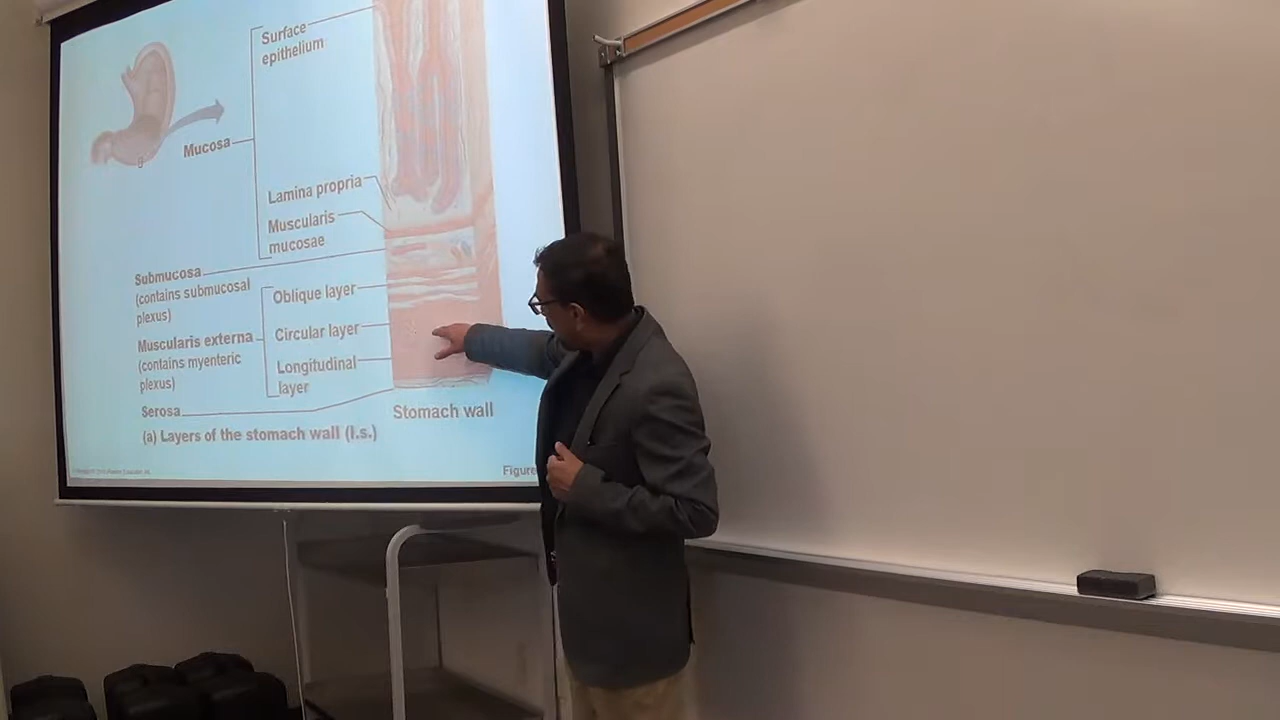 Surface
epithelium
Mucosa
Lamina propria
Muscularis
mucosae
Submucosa
(contains submucosal
plexus)
Oblique layer
Muscularis externa
(contains myenteric
plexus)
Circular layer
Longitudinal
layer
Serosa
Stomach wall
(a) Layers of the stomach wall (l.s.)
Figure